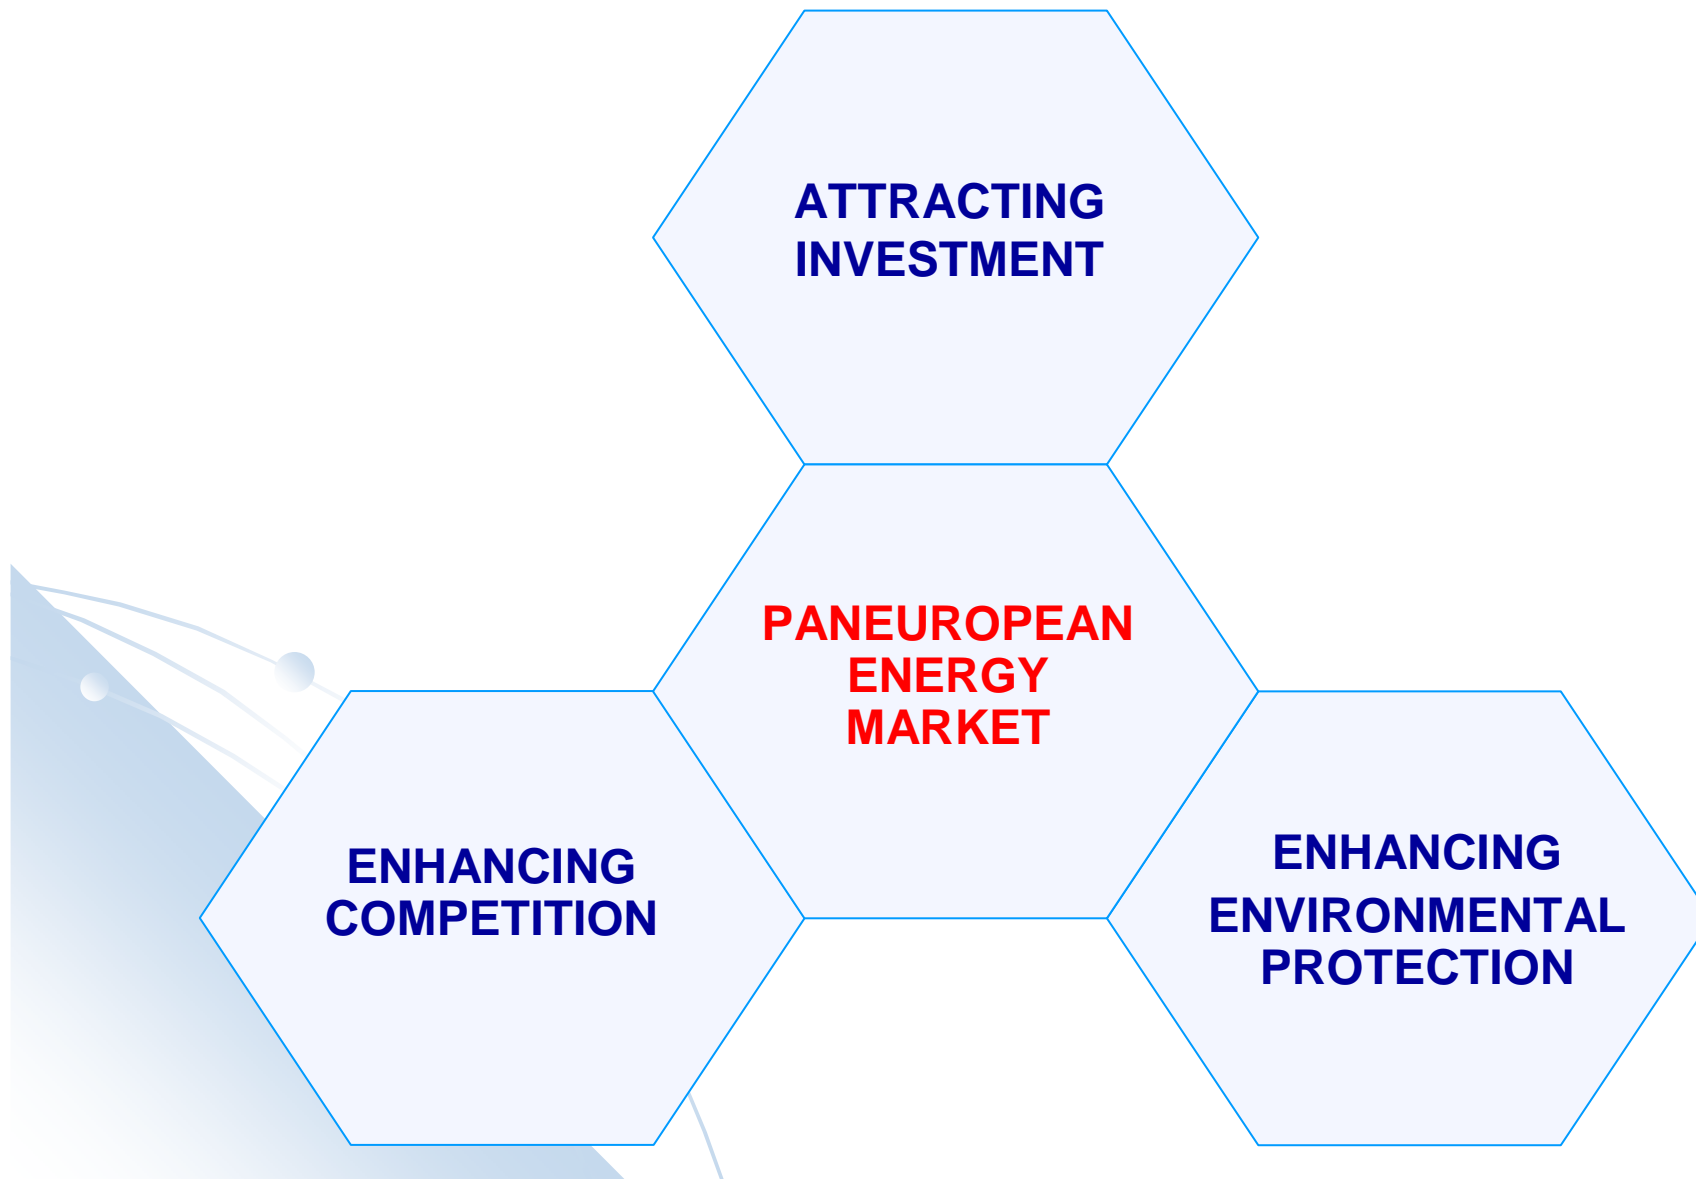 ATTRACTING
INVESTMENT
PANEUROPEAN
ENERGY
MARKET
ENHANCING
COMPETITION
ENHANCING
ENVIRONMENTAL
PROTECTION